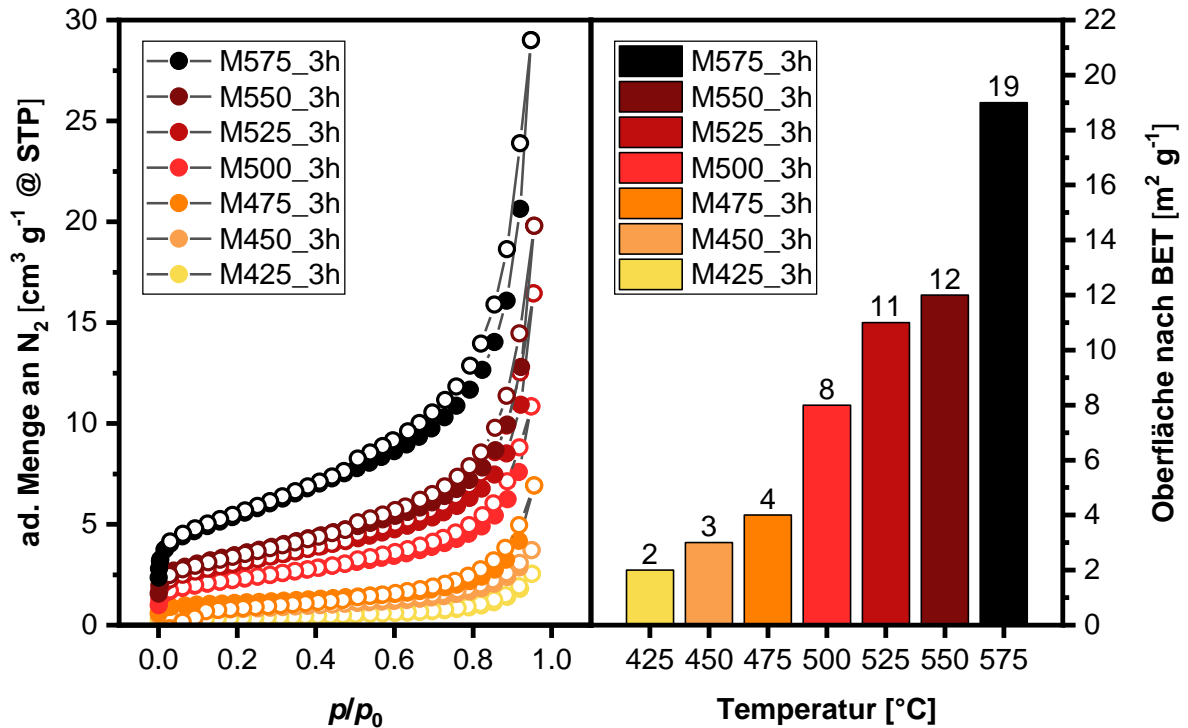 ad. Menge an N₂ [cm³ g⁻¹ @ STP]
30
25
20
15
10
5
0
M575_3h
M550_3h
M525_3h
M500_3h
M475_3h
M450_3h
M425_3h
0.0 0.2 0.4 0.6 0.8 1.0
p/p₀
M575_3h
M550_3h
M525_3h
M500_3h
M475_3h
M450_3h
M425_3h
2
3
4
8
11
12
19
425 450 475 500 525 550 575
Temperatur [°C]
22
20
18
16
14
12
10
8
6
4
2
0
Oberfläche nach BET [m² g⁻¹]